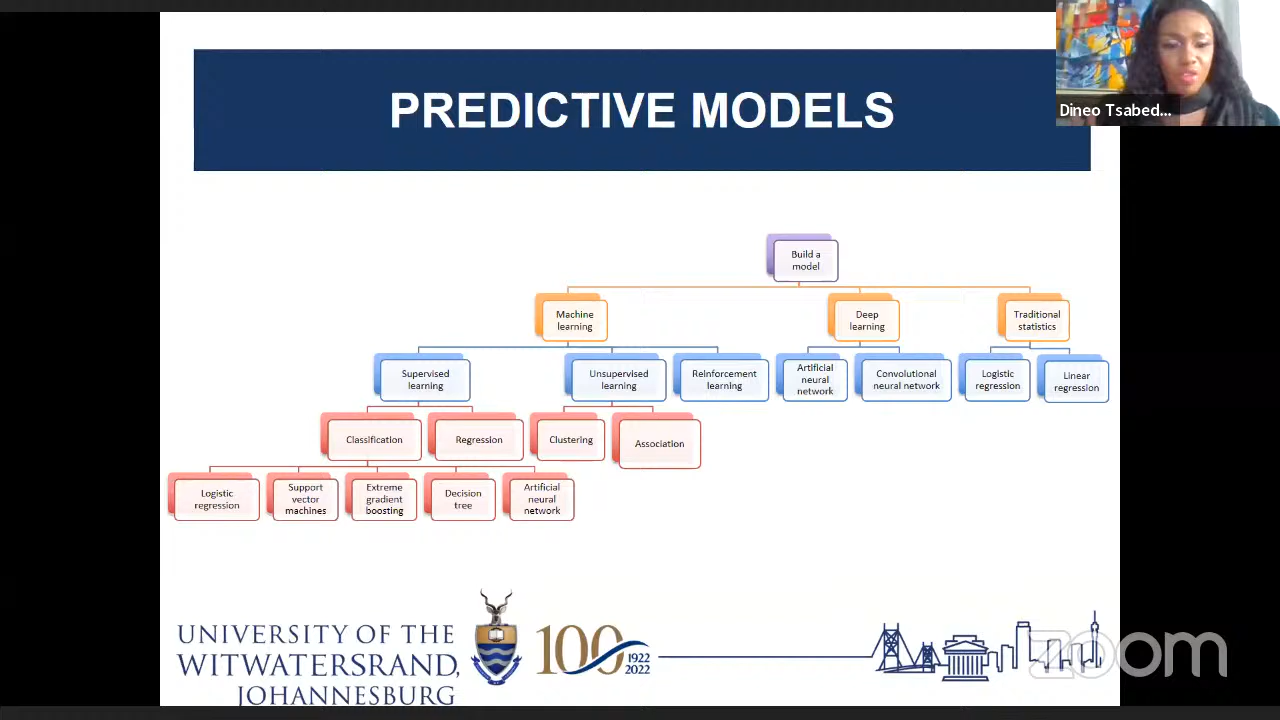 PREDICTIVE MODELS
Dineo Tsabed...
Build a
model
Machine
learning
Deep
learning
Traditional
statistics
Supervised
learning
Unsupervised
learning
Reinforcement
learning
Artificial
neural
network
Convolutional
neural network
Logistic
regression
Linear
regression
Classification
Regression
Clustering
Association
Logistic
regression
Support
vector
machines
Extreme
gradient
boosting
Decision
tree
Artificial
neural
network
UNIVERSITY OF THE
WITWATERSRAND,
JOHANNESBURG
100
1922
2022
zoom